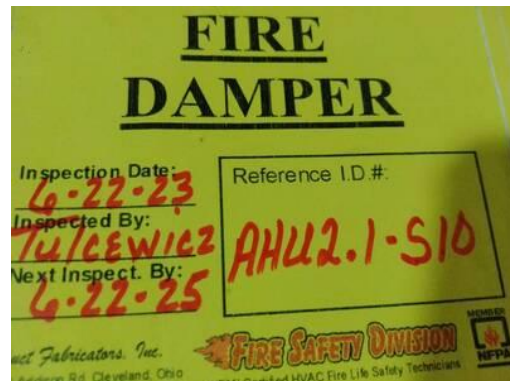 FIRE
DAMPER
Inspection Date:
6-22-23
Inspected By:
Tulcewicz
Next Inspect. By:
6-22-25
Reference I.D.#:
AHU2.1-S10
Fabricators, Inc.
Rd. Cleveland, Ohio
FIRE SAFETY DIVISION
Certified HVAC Fire Life Safety Technicians
MEMBER
NFPA